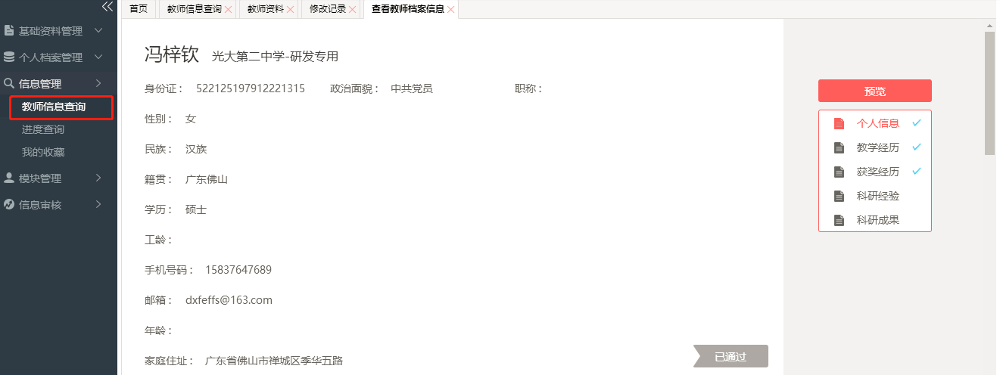 首页 教师信息查询 教师资料 修改记录 查看教师档案信息
基础资料管理
个人档案管理
信息管理
教师信息查询
进度查询
我的收藏
模块管理
信息审核
冯梓钦 光大第二中学-研发专用
身份证： 522125197912221315 政治面貌： 中共党员 职称：
性别： 女
民族： 汉族
籍贯： 广东佛山
学历： 硕士
工龄：
手机号码： 15837647689
邮箱： dxfeffs@163.com
年龄：
家庭住址： 广东省佛山市禅城区季华五路
已通过
预览
个人信息
教学经历
获奖经历
科研经验
科研成果